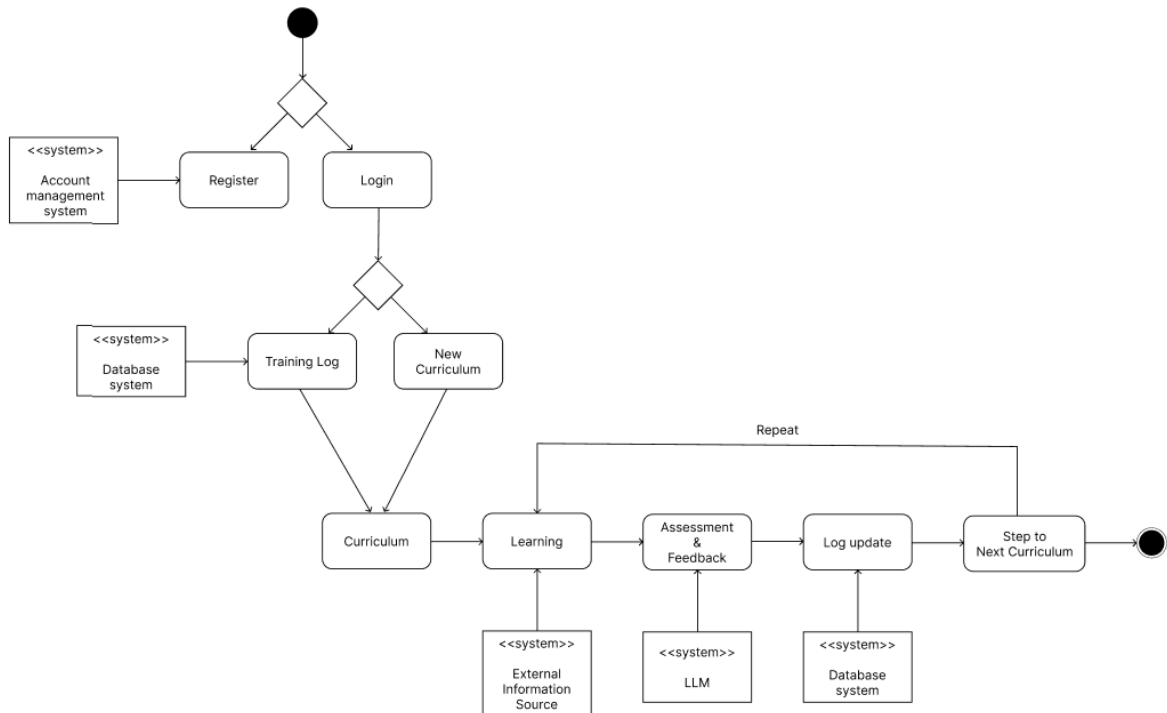 <<system>>
Account
management
system
Register
Login
<<system>>
Database
system
Training Log
New
Curriculum
Repeat
Curriculum
Learning
Assessment
&
Feedback
Log update
Step to
Next Curriculum
<<system>>
External
Information
Source
<<system>>
LLM
<<system>>
Database
system